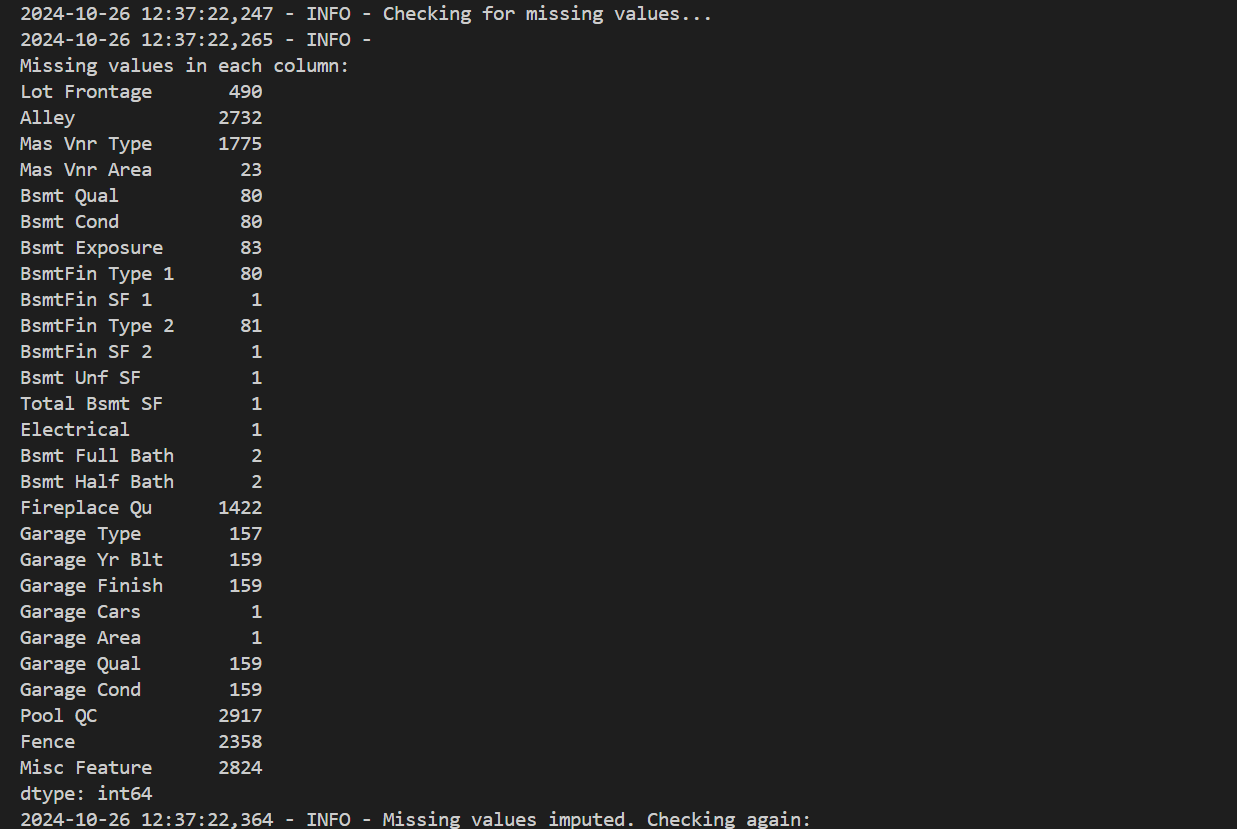 2024-10-26 12:37:22,247 - INFO - Checking for missing values...
2024-10-26 12:37:22,265 - INFO -
Missing values in each column:
Lot Frontage       490
Alley             2732
Mas Vnr Type      1775
Mas Vnr Area        23
Bsmt Qual           80
Bsmt Cond           80
Bsmt Exposure       83
BsmtFin Type 1      80
BsmtFin SF 1         1
BsmtFin Type 2      81
BsmtFin SF 2         1
Bsmt Unf SF          1
Total Bsmt SF        1
Electrical           1
Bsmt Full Bath       2
Bsmt Half Bath       2
Fireplace Qu      1422
Garage Type        157
Garage Yr Blt      159
Garage Finish      159
Garage Cars          1
Garage Area          1
Garage Qual        159
Garage Cond        159
Pool QC           2917
Fence             2358
Misc Feature      2824
dtype: int64
2024-10-26 12:37:22,364 - INFO - Missing values imputed. Checking again: